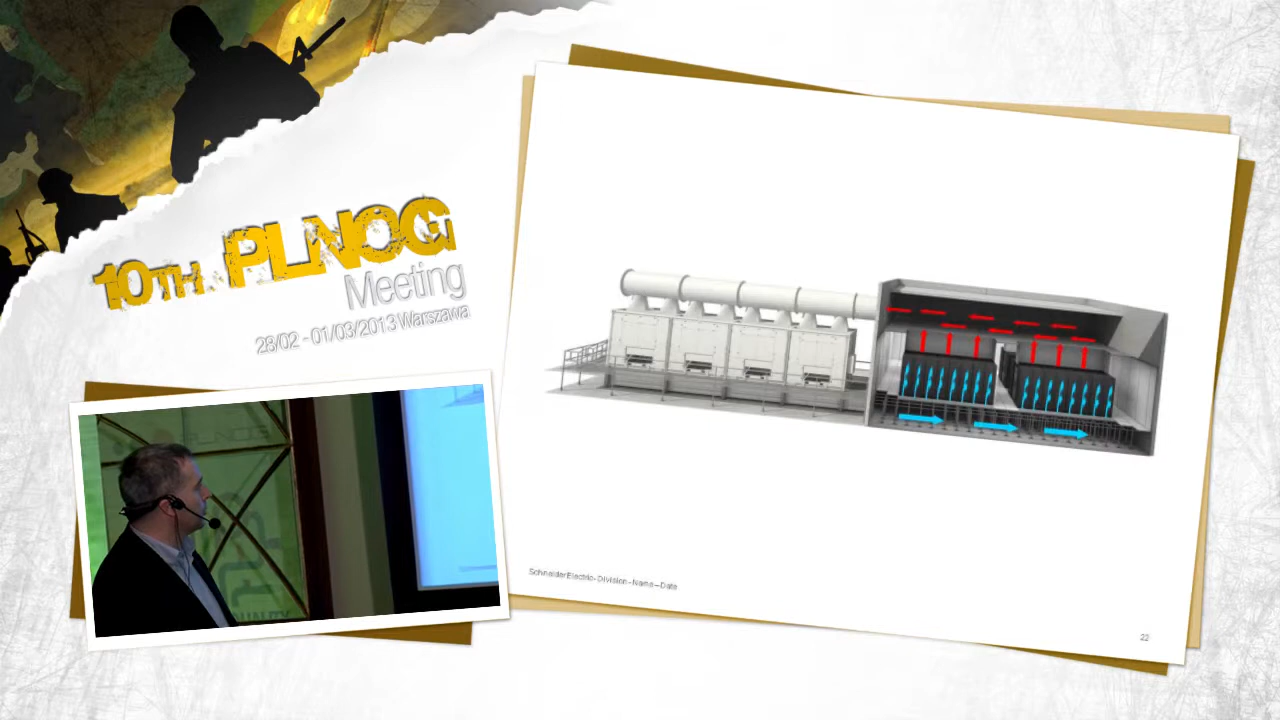 10TH. PLNOG
Meeting
28/02 - 01/03/2013 Warszawa
Schneider Electric - Division - Name – Date
22